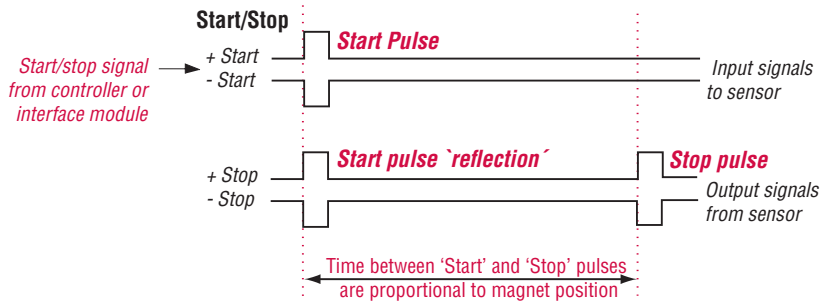 Start/Stop
Start Pulse
Start/stop signal
from controller or
interface module
+ Start
- Start
Input signals
to sensor
Start pulse `reflection´
Stop pulse
+ Stop
- Stop
Output signals
from sensor
Time between ‘Start’ and ‘Stop’ pulses
are proportional to magnet position